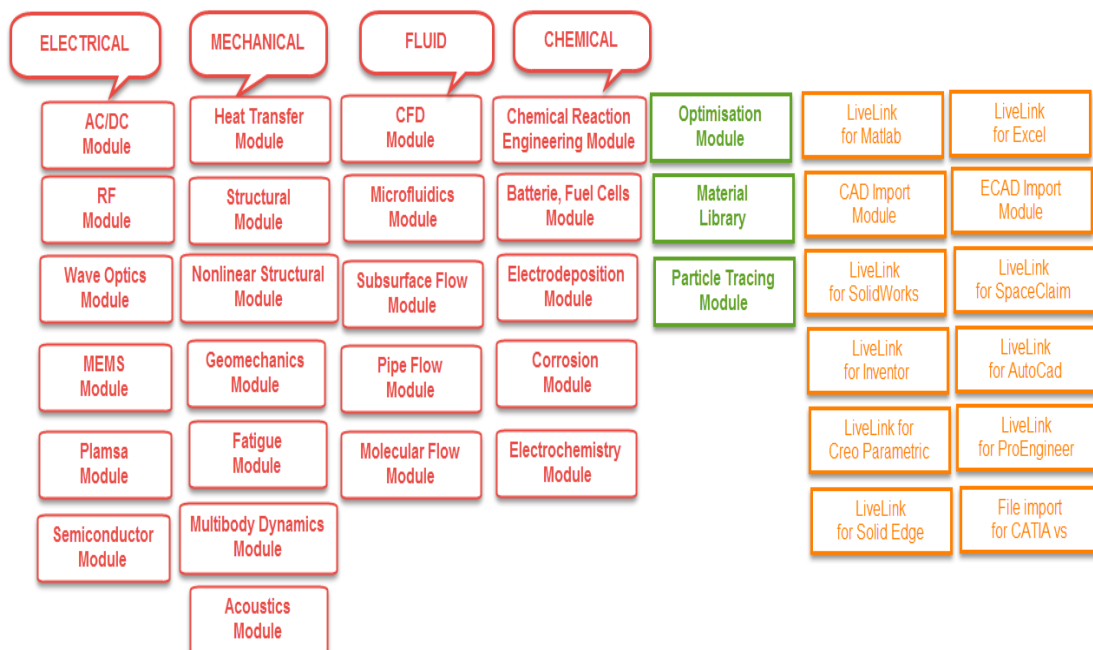 ELECTRICAL
AC/DC
Module
RF
Module
Wave Optics
Module
MEMS
Module
Plamsa
Module
Semiconductor
Module
MECHANICAL
Heat Transfer
Module
Structural
Module
Nonlinear Structural
Module
Geomechanics
Module
Fatigue
Module
Multibody Dynamics
Module
Acoustics
Module
FLUID
CFD
Module
Microfluidics
Module
Subsurface Flow
Module
Pipe Flow
Module
Molecular Flow
Module
CHEMICAL
Chemical Reaction
Engineering Module
Batterie, Fuel Cells
Module
Electrodeposition
Module
Corrosion
Module
Electrochemistry
Module
Optimisation
Module
Material
Library
Particle Tracing
Module
LiveLink
for Matlab
CAD Import
Module
LiveLink
for SolidWorks
LiveLink
for Inventor
LiveLink for
Creo Parametric
LiveLink
for Solid Edge
LiveLink
for Excel
ECAD Import
Module
LiveLink
for SpaceClaim
LiveLink
for AutoCad
LiveLink
for ProEngineer
File import
for CATIA vs